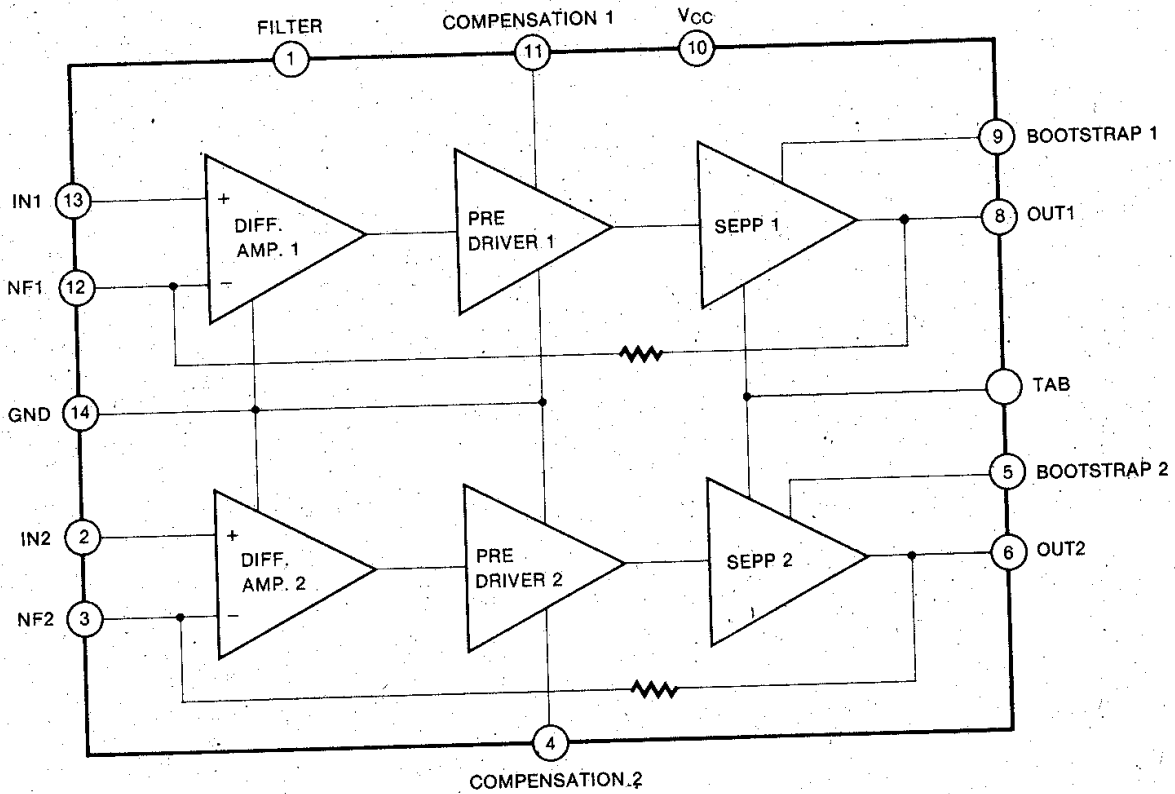 FILTER
1
COMPENSATION 1
11
VCC
10
9
BOOTSTRAP 1
IN1
13
+
DIFF.
AMP. 1
PRE
DRIVER 1
SEPP 1
8
OUT1
NF1
12
−
GND
14
TAB
5
BOOTSTRAP 2
IN2
2
+
DIFF.
AMP. 2
PRE
DRIVER 2
SEPP 2
6
OUT2
NF2
3
−
4
COMPENSATION 2